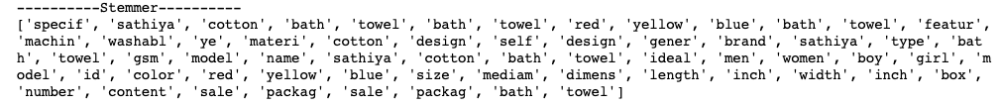 ----------Stemmer----------
['specif', 'sathiya', 'cotton', 'bath', 'towel', 'bath', 'towel', 'red', 'yellow', 'blue', 'bath', 'towel', 'featur',
'machin', 'washabl', 'ye', 'materi', 'cotton', 'design', 'self', 'design', 'gener', 'brand', 'sathiya', 'type', 'bat
h', 'towel', 'gsm', 'model', 'name', 'sathiya', 'cotton', 'bath', 'towel', 'ideal', 'men', 'women', 'boy', 'girl', 'm
odel', 'id', 'color', 'red', 'yellow', 'blue', 'size', 'mediam', 'dimens', 'length', 'inch', 'width', 'inch', 'box',
'number', 'content', 'sale', 'packag', 'sale', 'packag', 'bath', 'towel']